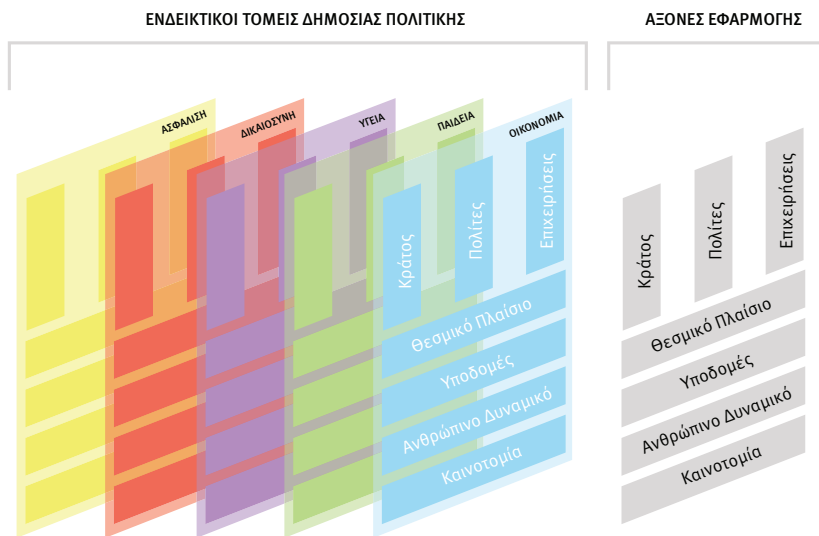 ΕΝΔΕΙΚΤΙΚΟΙ ΤΟΜΕΙΣ ΔΗΜΟΣΙΑΣ ΠΟΛΙΤΙΚΗΣ
ΑΞΟΝΕΣ ΕΦΑΡΜΟΓΗΣ
ΑΣΦΑΛΙΣΗ
ΔΙΚΑΙΟΣΥΝΗ
ΥΓΕΙΑ
ΠΑΙΔΕΙΑ
ΟΙΚΟΝΟΜΙΑ
Κράτος
Πολίτες
Επιχειρήσεις
Θεσμικό Πλαίσιο
Υποδομές
Ανθρώπινο Δυναμικό
Καινοτομία
Κράτος
Πολίτες
Επιχειρήσεις
Θεσμικό Πλαίσιο
Υποδομές
Ανθρώπινο Δυναμικό
Καινοτομία